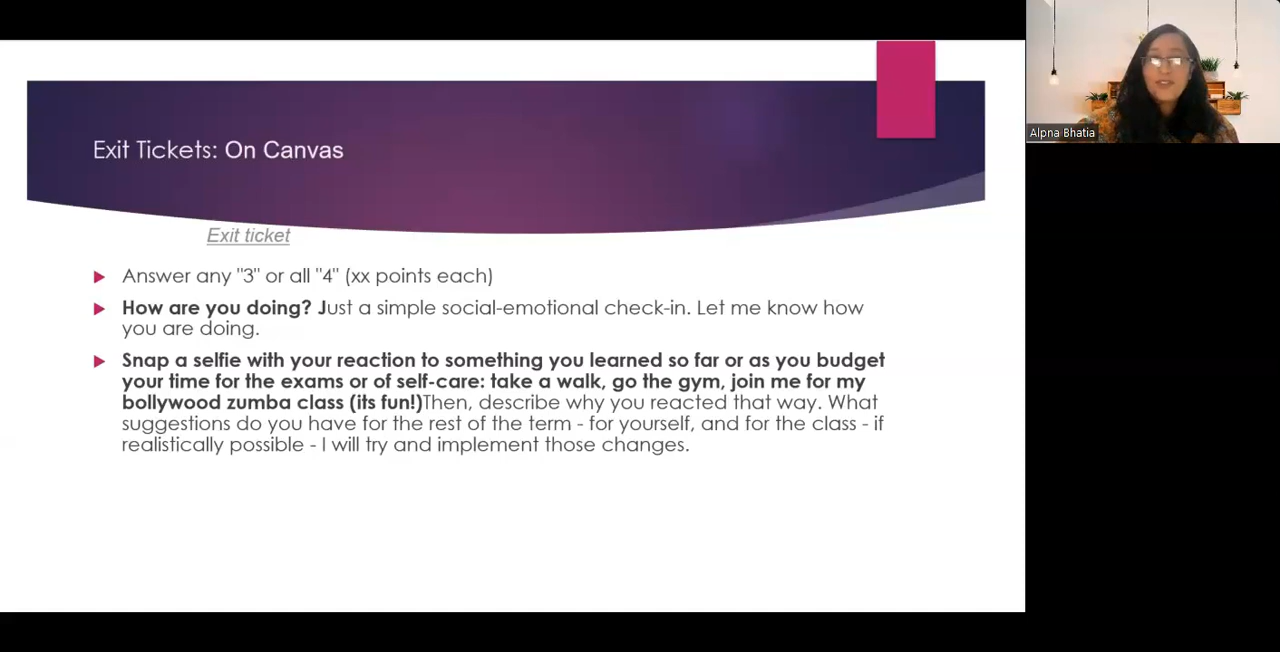 Exit Tickets: On Canvas
Exit ticket
Answer any "3" or all "4" (xx points each)
How are you doing? Just a simple social-emotional check-in. Let me know how
you are doing.
Snap a selfie with your reaction to something you learned so far or as you budget
your time for the exams or of self-care: take a walk, go the gym, join me for my
bollywood zumba class (its fun!)Then, describe why you reacted that way. What
suggestions do you have for the rest of the term - for yourself, and for the class - if
realistically possible - I will try and implement those changes.
Alpna Bhatia